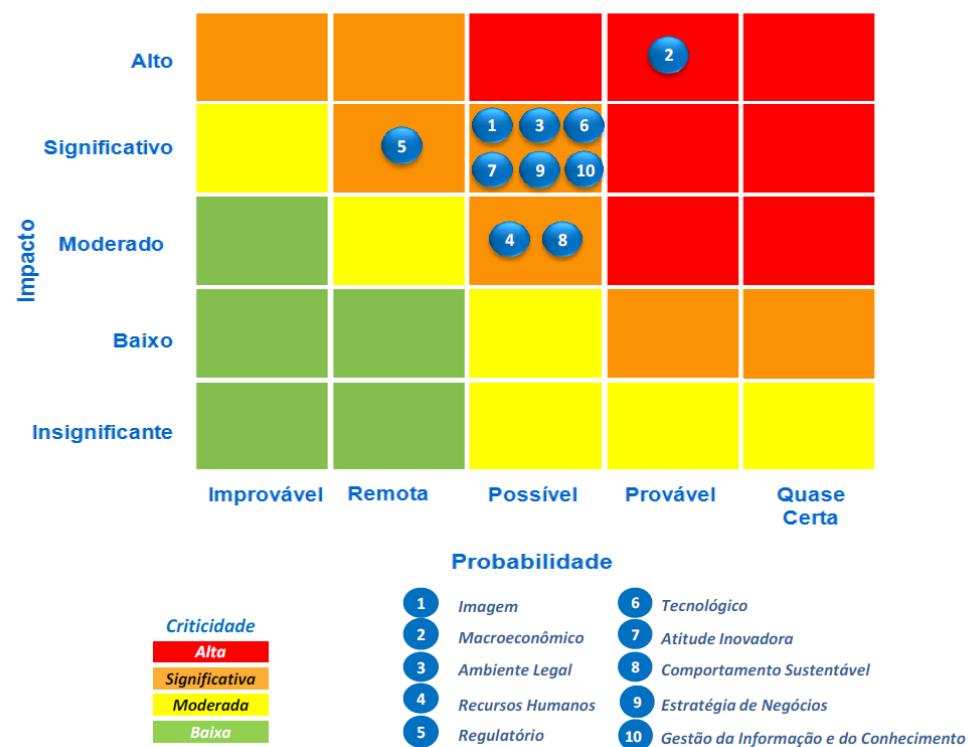 Alto
2
Significativo
5
1 3 6
7 9 10
Moderado
4 8
Impacto
Baixo
Insignificante
Improvável Remota Possível Provável Quase Certa
Probabilidade
Criticidade
Alta
Significativa
Moderada
Baixa
1 Imagem
2 Macroeconômico
3 Ambiente Legal
4 Recursos Humanos
5 Regulatório
6 Tecnológico
7 Atitude Inovadora
8 Comportamento Sustentável
9 Estratégia de Negócios
10 Gestão da Informação e do Conhecimento